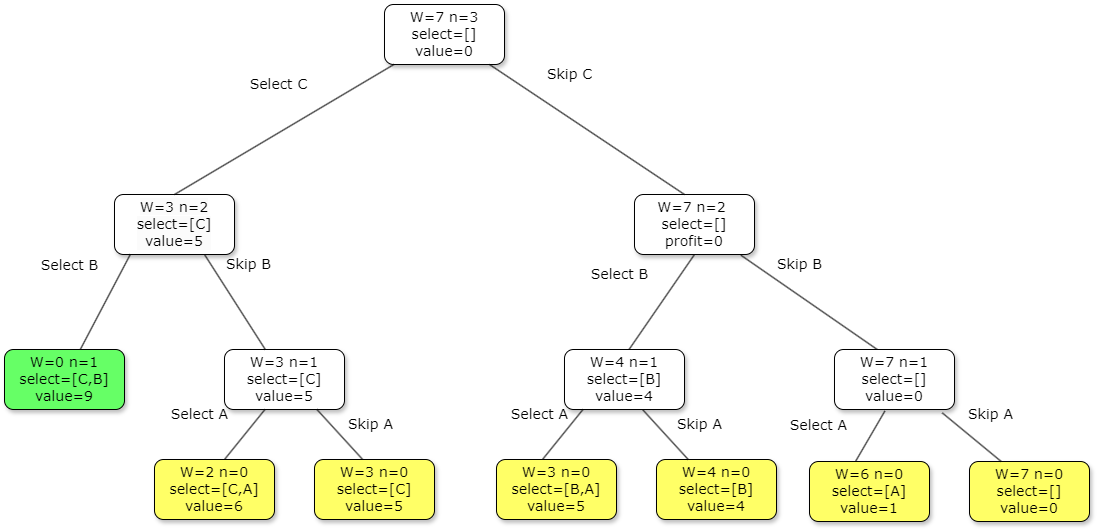 W=7 n=3
select=[]
value=0
Select C
Skip C
W=3 n=2
select=[C]
value=5
W=7 n=2
select=[]
profit=0
Select B
Skip B
Select B
Skip B
W=0 n=1
select=[C,B]
value=9
W=3 n=1
select=[C]
value=5
W=4 n=1
select=[B]
value=4
W=7 n=1
select=[]
value=0
Select A
Skip A
Select A
Skip A
Select A
Skip A
W=2 n=0
select=[C,A]
value=6
W=3 n=0
select=[C]
value=5
W=3 n=0
select=[B,A]
value=5
W=4 n=0
select=[B]
value=4
W=6 n=0
select=[A]
value=1
W=7 n=0
select=[]
value=0